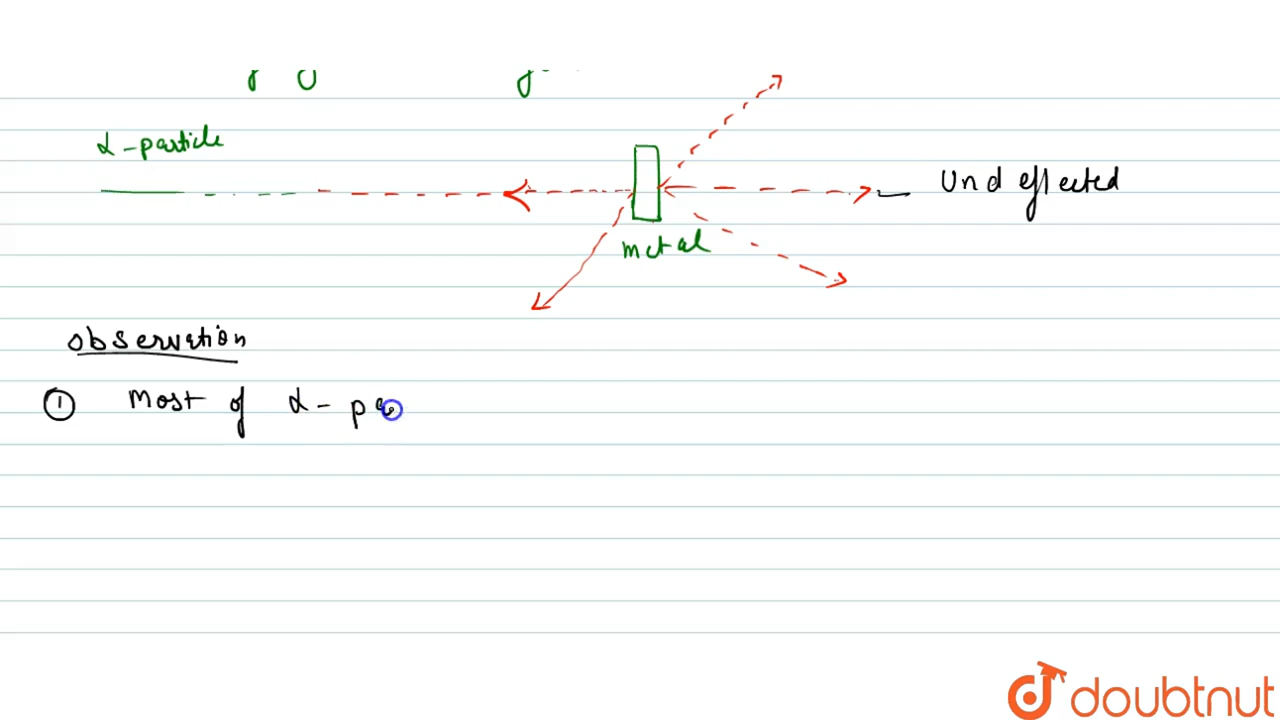 α-particle
Undeflected
metal
Observation
① Most of α- pa
doubtnut